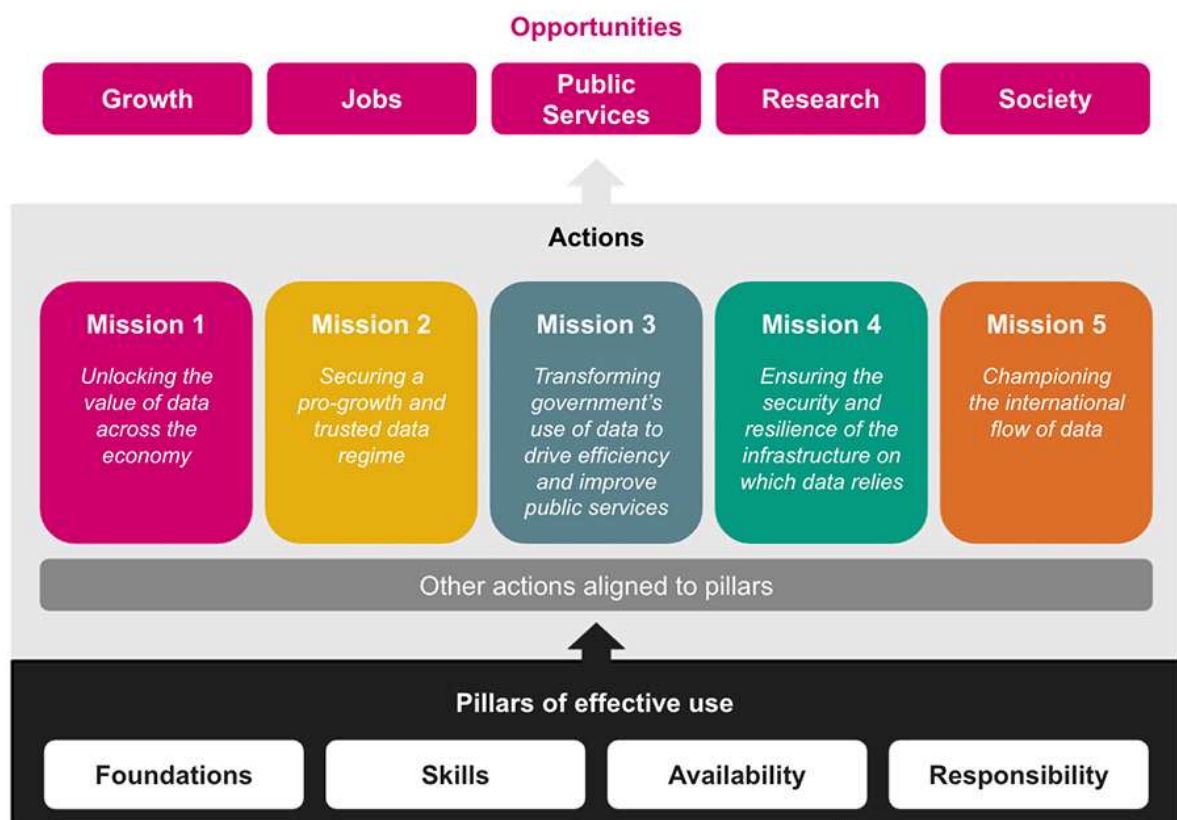 Opportunities
Growth
Jobs
Public
Services
Research
Society
Actions
Mission 1
Unlocking the
value of data
across the
economy
Mission 2
Securing a
pro-growth and
trusted data
regime
Mission 3
Transforming
government’s
use of data to
drive efficiency
and improve
public services
Mission 4
Ensuring the
security and
resilience of the
infrastructure on
which data relies
Mission 5
Championing
the international
flow of data
Other actions aligned to pillars
Pillars of effective use
Foundations
Skills
Availability
Responsibility